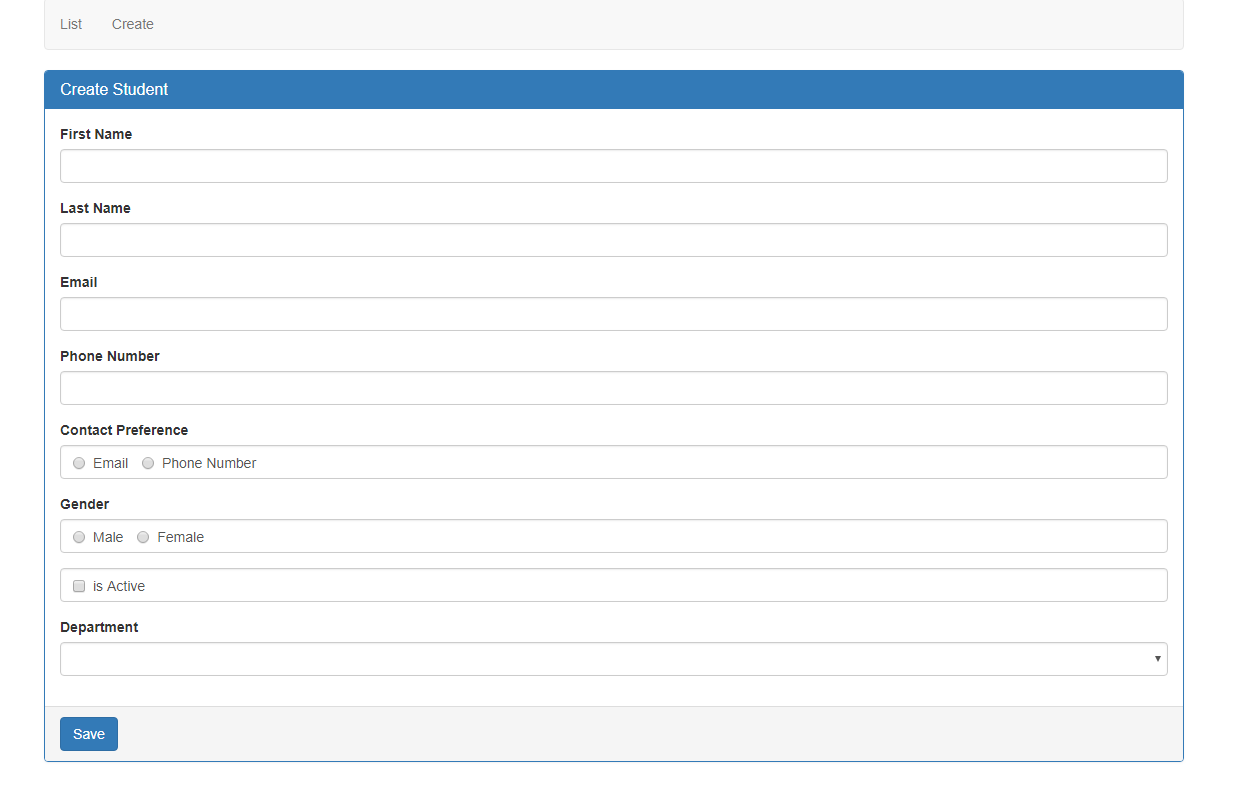 List Create
Create Student
First Name
Last Name
Email
Phone Number
Contact Preference
Email Phone Number
Gender
Male Female
is Active
Department
Save